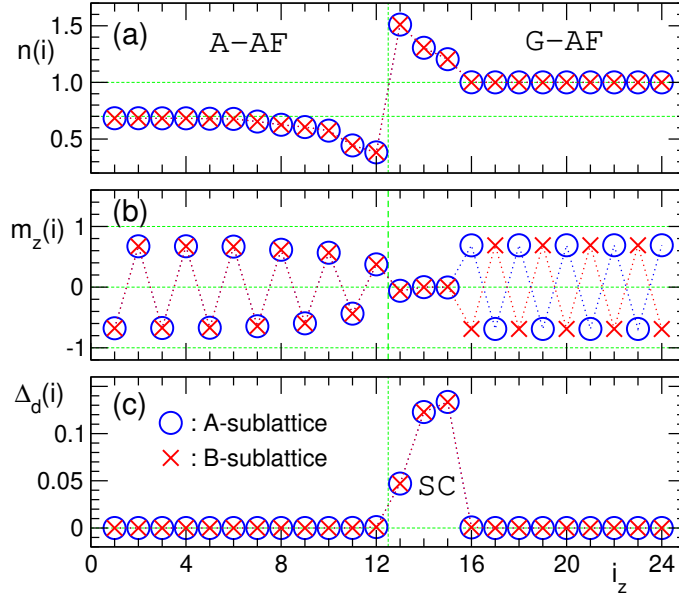 (a)
A-AF
G-AF
n(i)
1.5
1.0
0.5
(b)
m_z(i)
1
0
-1
(c)
Δ_d(i)
0.1
0.05
0
: A-sublattice
: B-sublattice
SC
0 4 8 12 16 20 24
i_z